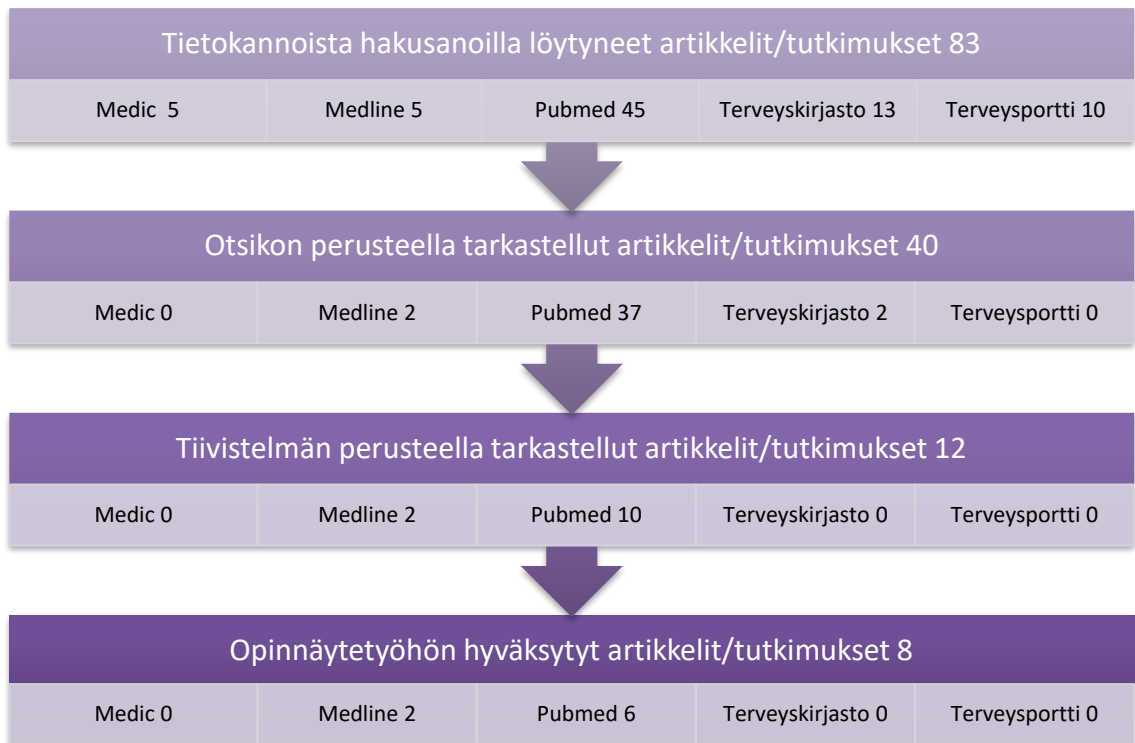 Tietokannoista hakusanoilla löytyneet artikkelit/tutkimukset 83
Medic 5 Medline 5 Pubmed 45 Terveyskirjasto 13 Terveysportti 10
Otsikon perusteella tarkastellut artikkelit/tutkimukset 40
Medic 0 Medline 2 Pubmed 37 Terveyskirjasto 2 Terveysportti 0
Tiivistelmän perusteella tarkastellut artikkelit/tutkimukset 12
Medic 0 Medline 2 Pubmed 10 Terveyskirjasto 0 Terveysportti 0
Opinnäytetyöhön hyväksytyt artikkelit/tutkimukset 8
Medic 0 Medline 2 Pubmed 6 Terveyskirjasto 0 Terveysportti 0